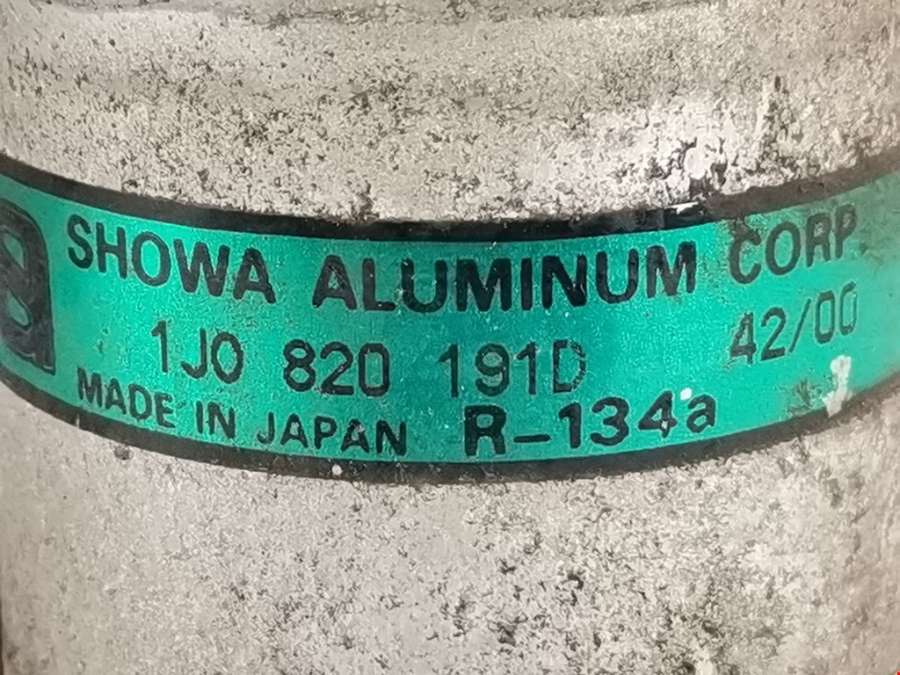 SHOWA ALUMINUM CORP
1J0 820 191D 42/00
MADE IN JAPAN R-134a